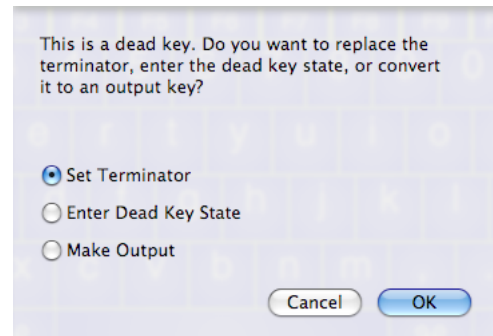 This is a dead key. Do you want to replace the
terminator, enter the dead key state, or convert
it to an output key?
Set Terminator
Enter Dead Key State
Make Output
Cancel OK